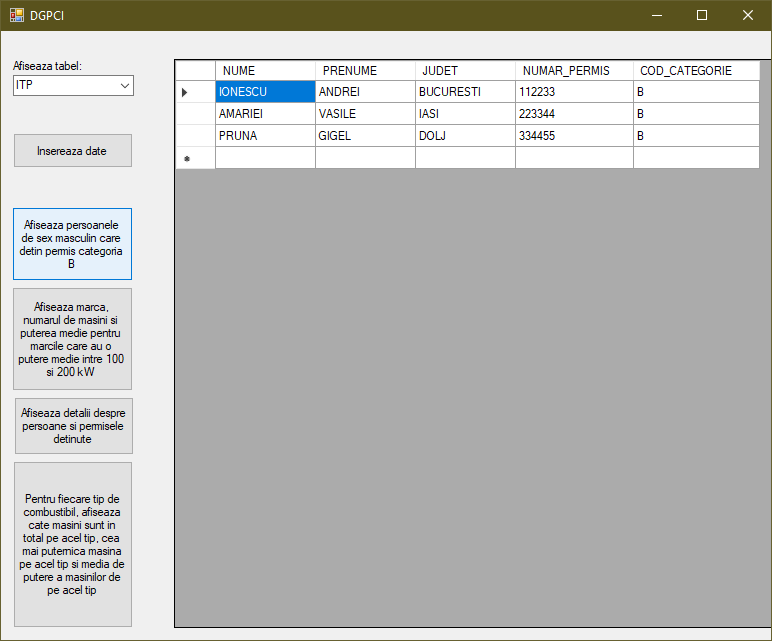 DGPCI
Afiseaza tabel:
ITP
Insereaza date
Afiseaza persoanele
de sex masculin care
detin permis categoria
B
Afiseaza marca,
numarul de masini si
puterea medie pentru
marcile care au o
putere medie intre 100
si 200 kW
Afiseaza detalii despre
persoane si permisele
detinute
Pentru fiecare tip de
combustibil, afiseaza
cate masini sunt in
total pe acel tip, cea
mai puternica masina
pe acel tip si media de
putere a masinilor de
pe acel tip
NUME PRENUME JUDET NUMAR_PERMIS COD_CATEGORIE
IONESCU ANDREI BUCURESTI 112233 B
AMARIEI VASILE IASI 223344 B
PRUNA GIGEL DOLJ 334455 B